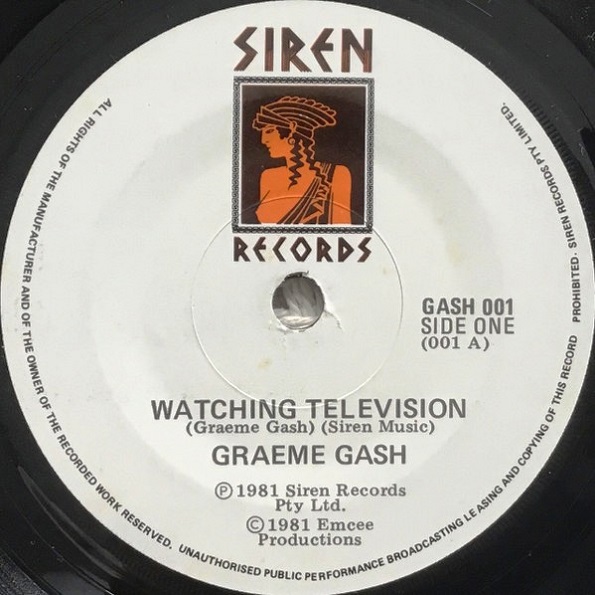 SIREN
RECORDS
GASH 001
SIDE ONE
(001 A)
WATCHING TELEVISION
(Graeme Gash) (Siren Music)
GRAEME GASH
℗ 1981 Siren Records
Pty Ltd.
© 1981 Emcee
Productions
ALL RIGHTS OF THE MANUFACTURER AND OF THE OWNER OF THE RECORDED WORK RESERVED. UNAUTHORISED PUBLIC PERFORMANCE BROADCASTING LEASING AND COPYING OF THIS RECORD PROHIBITED. SIREN RECORDS PTY LIMITED.